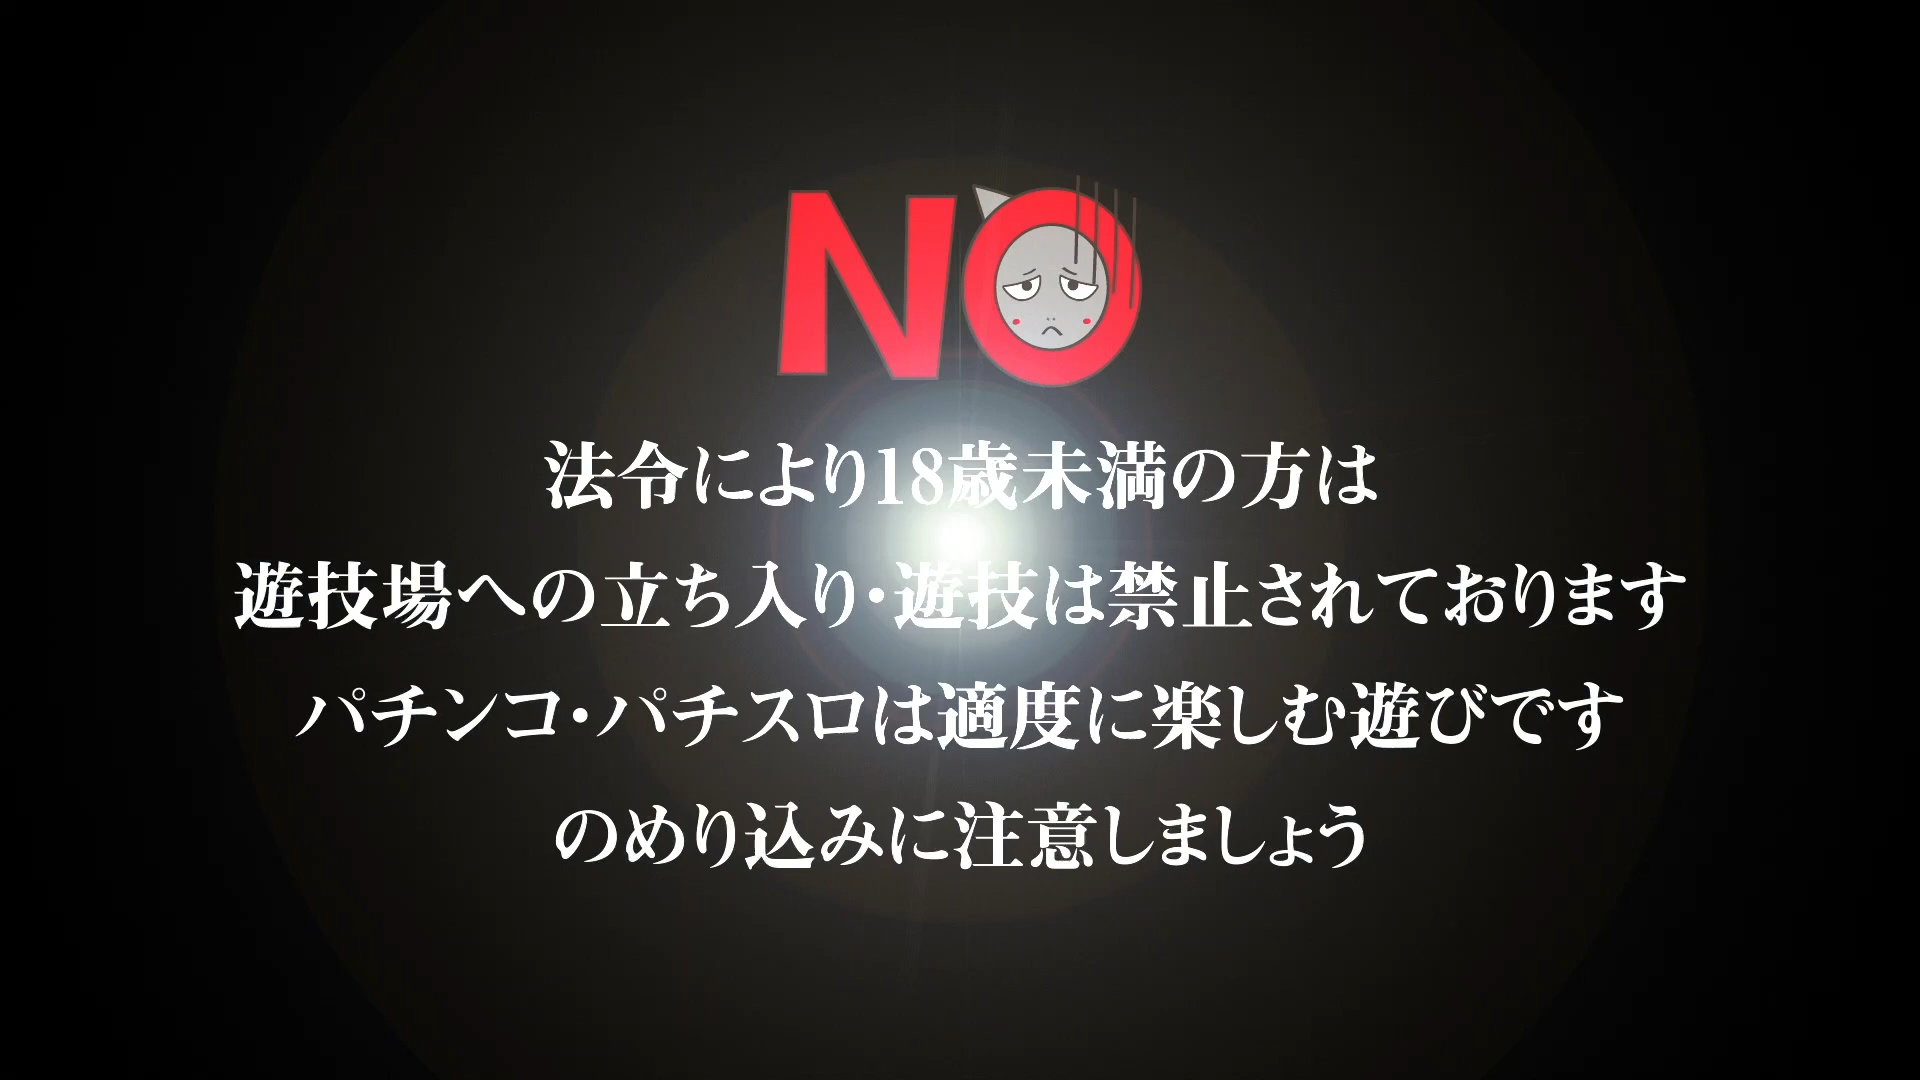 NO
法令により18歳未満の方は
遊技場への立ち入り・遊技は禁止されております
パチンコ・パチスロは適度に楽しむ遊びです
のめり込みに注意しましょう